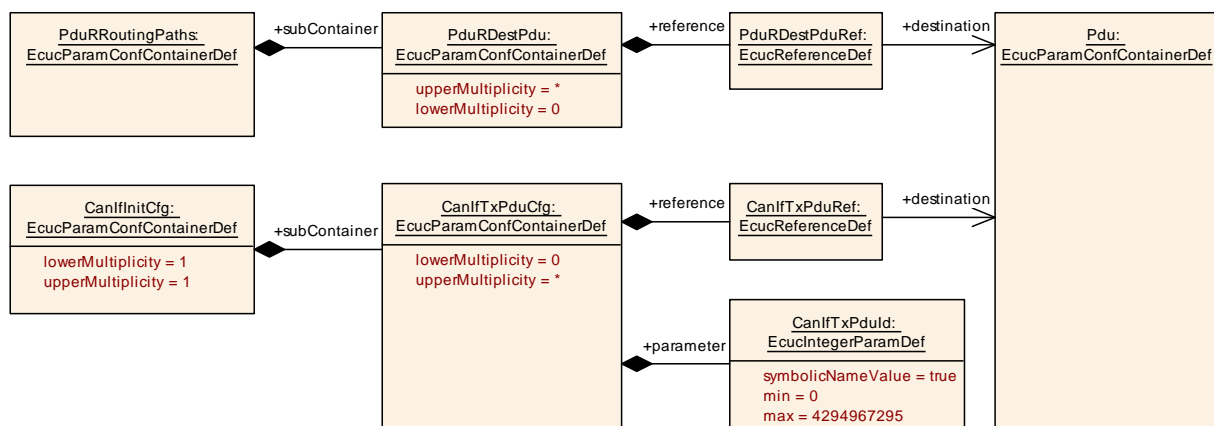 PduRRoutingPaths:
EcucParamConfContainerDef
+subContainer
PduRDestPdu:
EcucParamConfContainerDef
upperMultiplicity = *
lowerMultiplicity = 0
+reference
PduRDestPduRef:
EcucReferenceDef
+destination
Pdu:
EcucParamConfContainerDef
CanIfInitCfg:
EcucParamConfContainerDef
lowerMultiplicity = 1
upperMultiplicity = 1
+subContainer
CanIfTxPduCfg:
EcucParamConfContainerDef
lowerMultiplicity = 0
upperMultiplicity = *
+reference
CanIfTxPduRef:
EcucReferenceDef
+destination
+parameter
CanIfTxPduId:
EcucIntegerParamDef
symbolicNameValue = true
min = 0
max = 4294967295